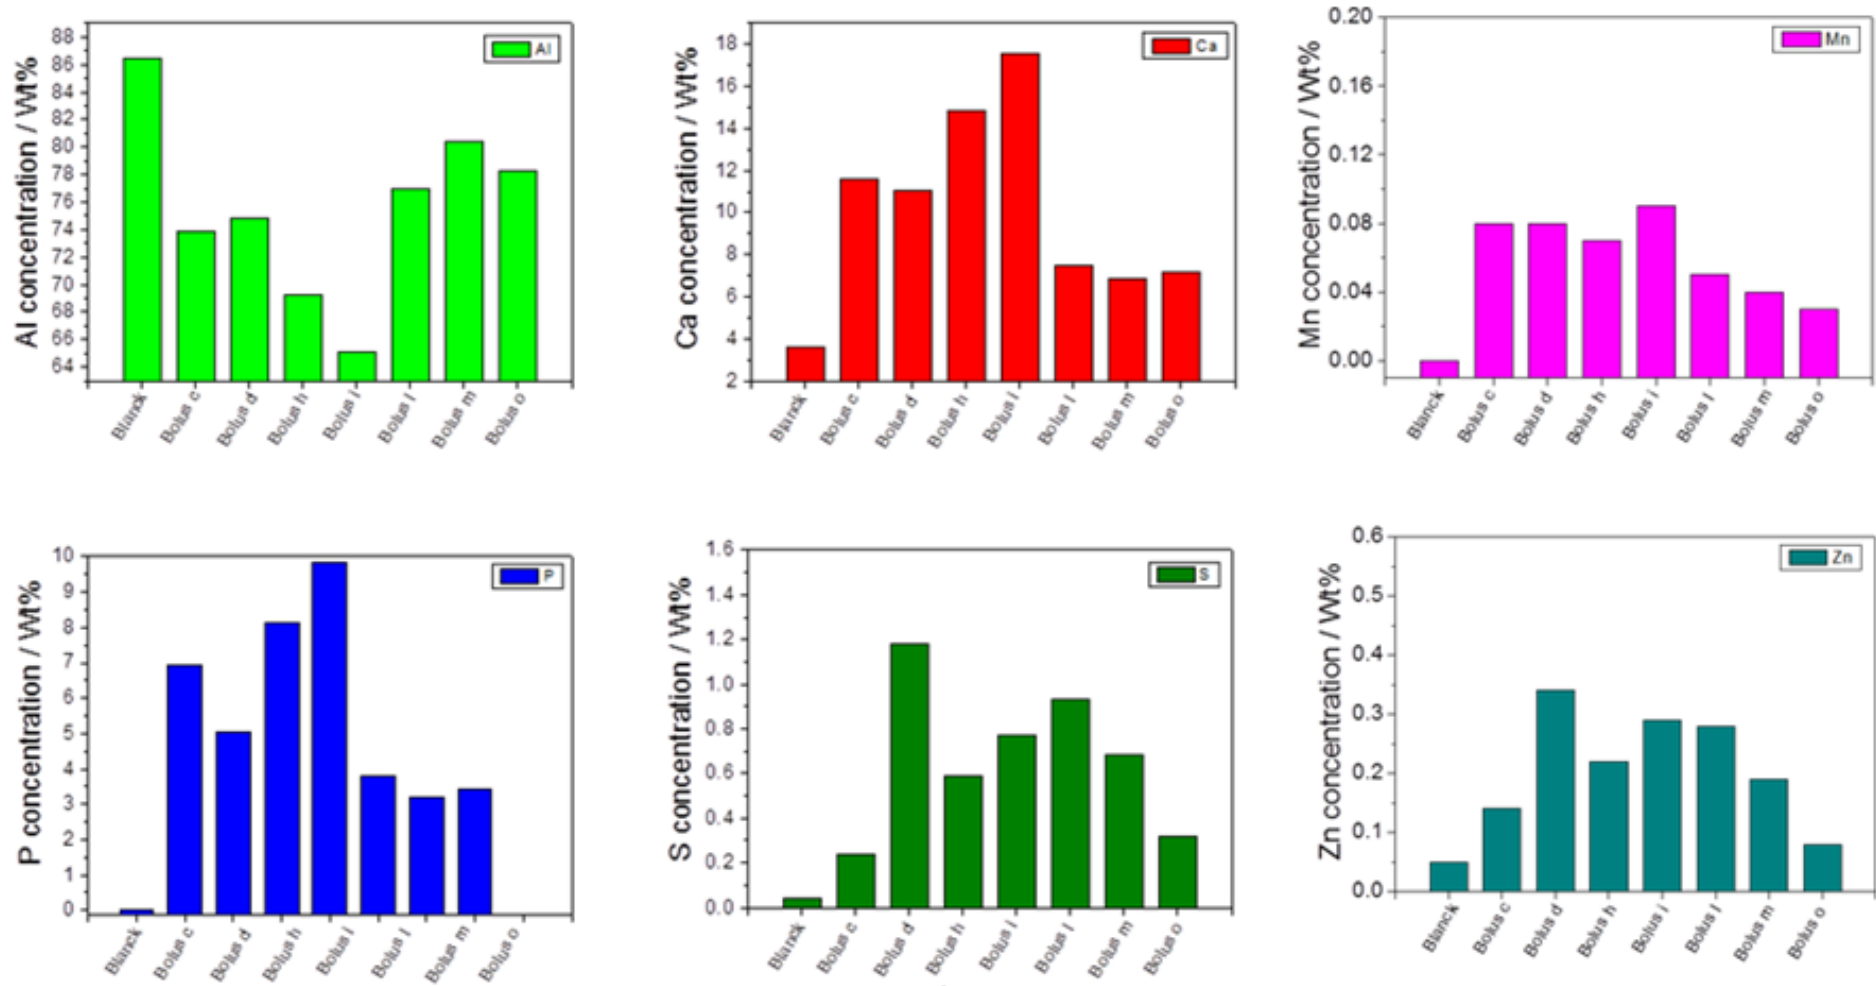 Al concentration / Wt%
88
86
84
82
80
78
76
74
72
70
68
66
64
Al
Blanck
Bolus c
Bolus d
Bolus h
Bolus i
Bolus l
Bolus m
Bolus o
Ca concentration / Wt%
18
16
14
12
10
8
6
4
2
Ca
Blanck
Bolus c
Bolus d
Bolus h
Bolus i
Bolus l
Bolus m
Bolus o
Mn concentration / Wt%
0.20
0.16
0.12
0.08
0.04
0.00
Mn
Blanck
Bolus c
Bolus d
Bolus h
Bolus i
Bolus l
Bolus m
Bolus o
P concentration / Wt%
10
9
8
7
6
5
4
3
2
1
0
P
Blanck
Bolus c
Bolus d
Bolus h
Bolus i
Bolus l
Bolus m
Bolus o
S concentration / Wt%
1.6
1.4
1.2
1.0
0.8
0.6
0.4
0.2
0.0
S
Blanck
Bolus c
Bolus d
Bolus h
Bolus i
Bolus l
Bolus m
Bolus o
Zn concentration / Wt%
0.6
0.5
0.4
0.3
0.2
0.1
0.0
Zn
Blanck
Bolus c
Bolus d
Bolus h
Bolus i
Bolus l
Bolus m
Bolus o